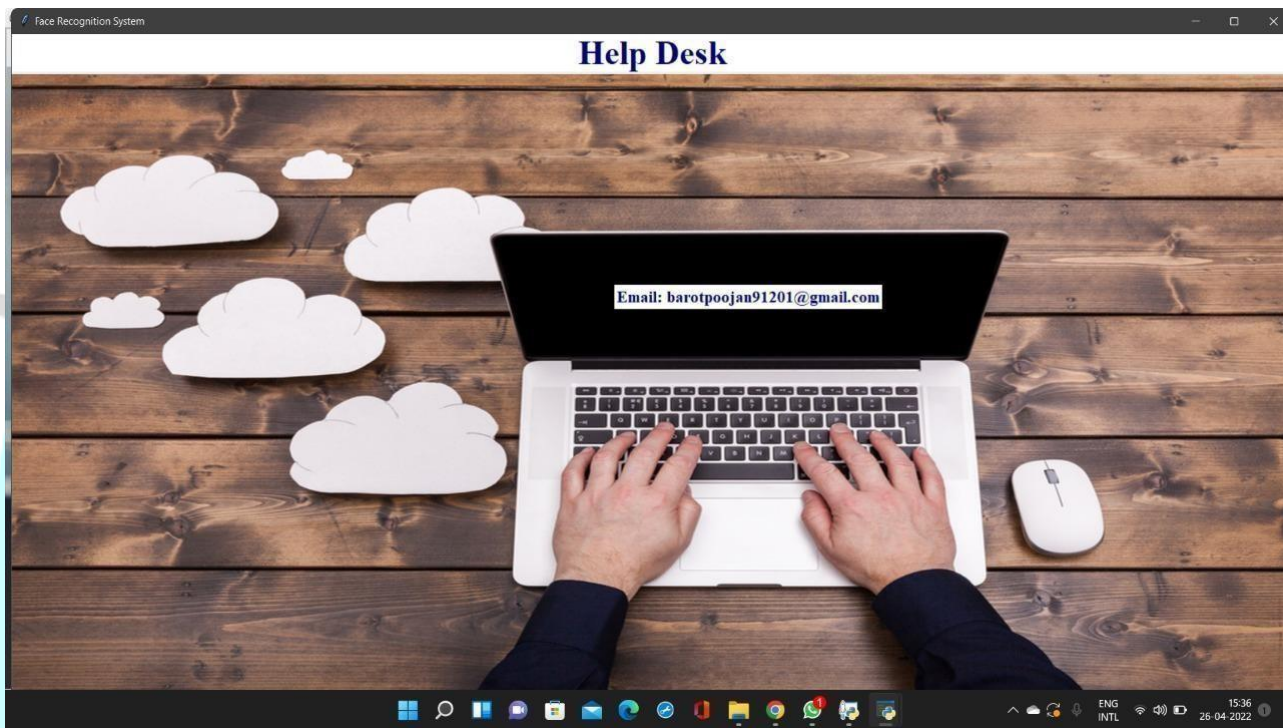 Face Recognition System
Help Desk
Email: barotpoojan91201@gmail.com
ENG
INTL
15:36
26-04-2022